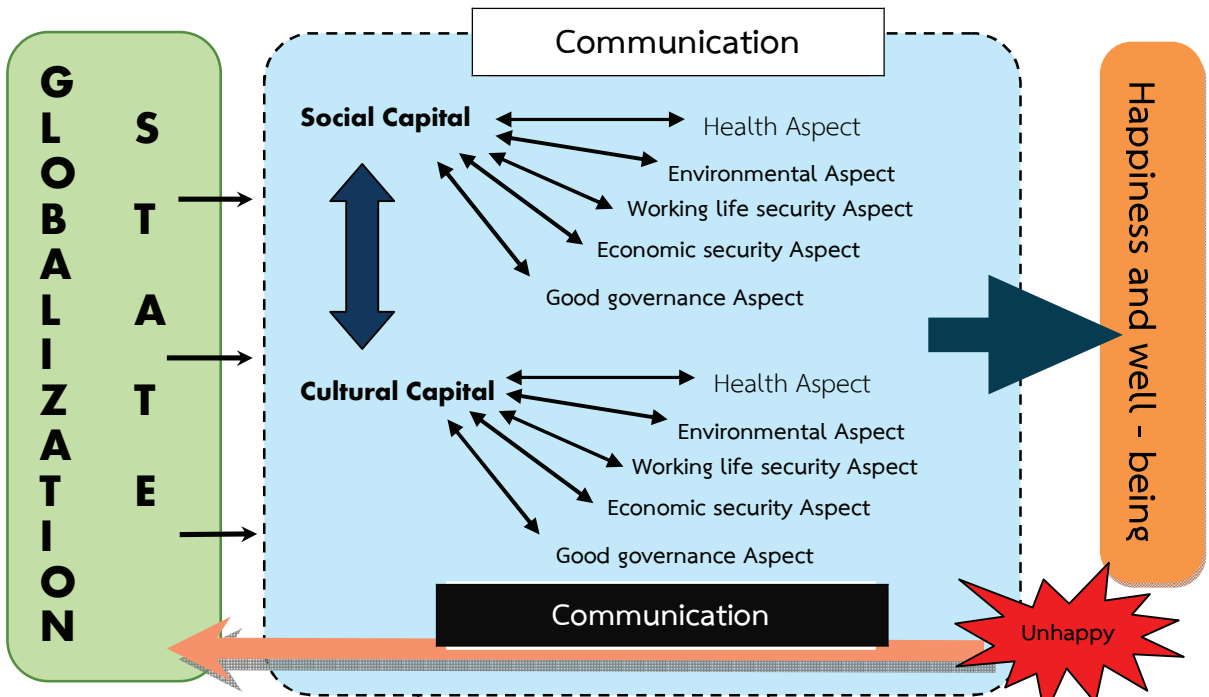 GLOBALIZATION
STATE
Communication
Social Capital
Health Aspect
Environmental Aspect
Working life security Aspect
Economic security Aspect
Good governance Aspect
Cultural Capital
Health Aspect
Environmental Aspect
Working life security Aspect
Economic security Aspect
Good governance Aspect
Communication
Happiness and well - being
Unhappy